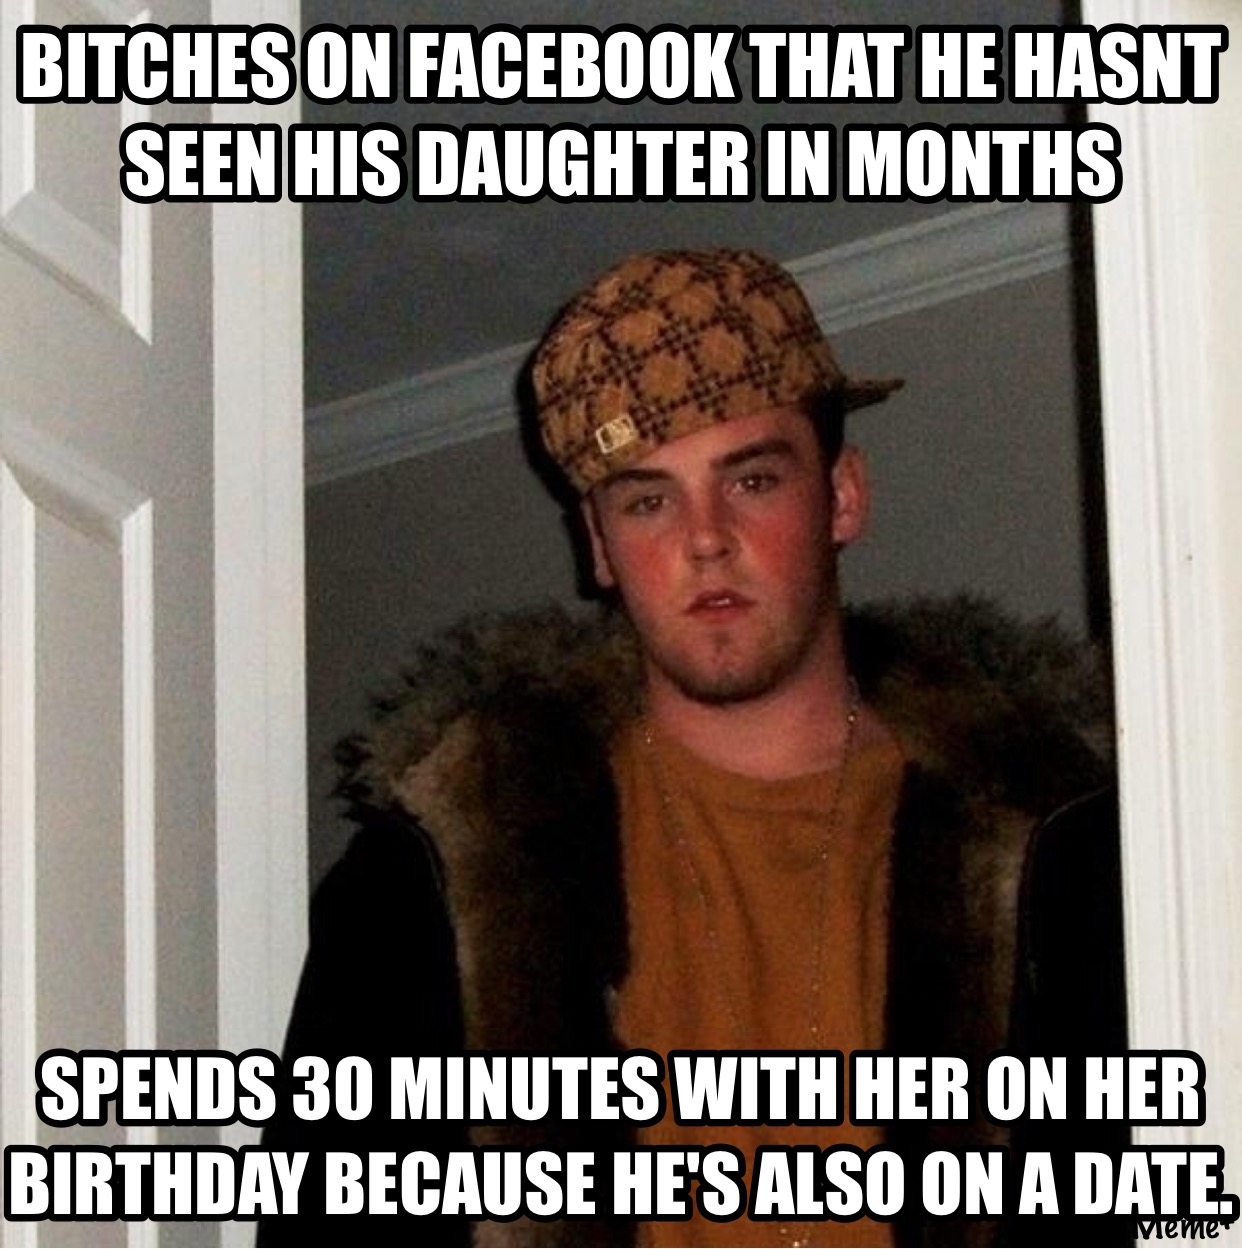 BITCHES ON FACEBOOK THAT HE HASNT
SEEN HIS DAUGHTER IN MONTHS
SPENDS 30 MINUTES WITH HER ON HER
BIRTHDAY BECAUSE HE'S ALSO ON A DATE.
Meme